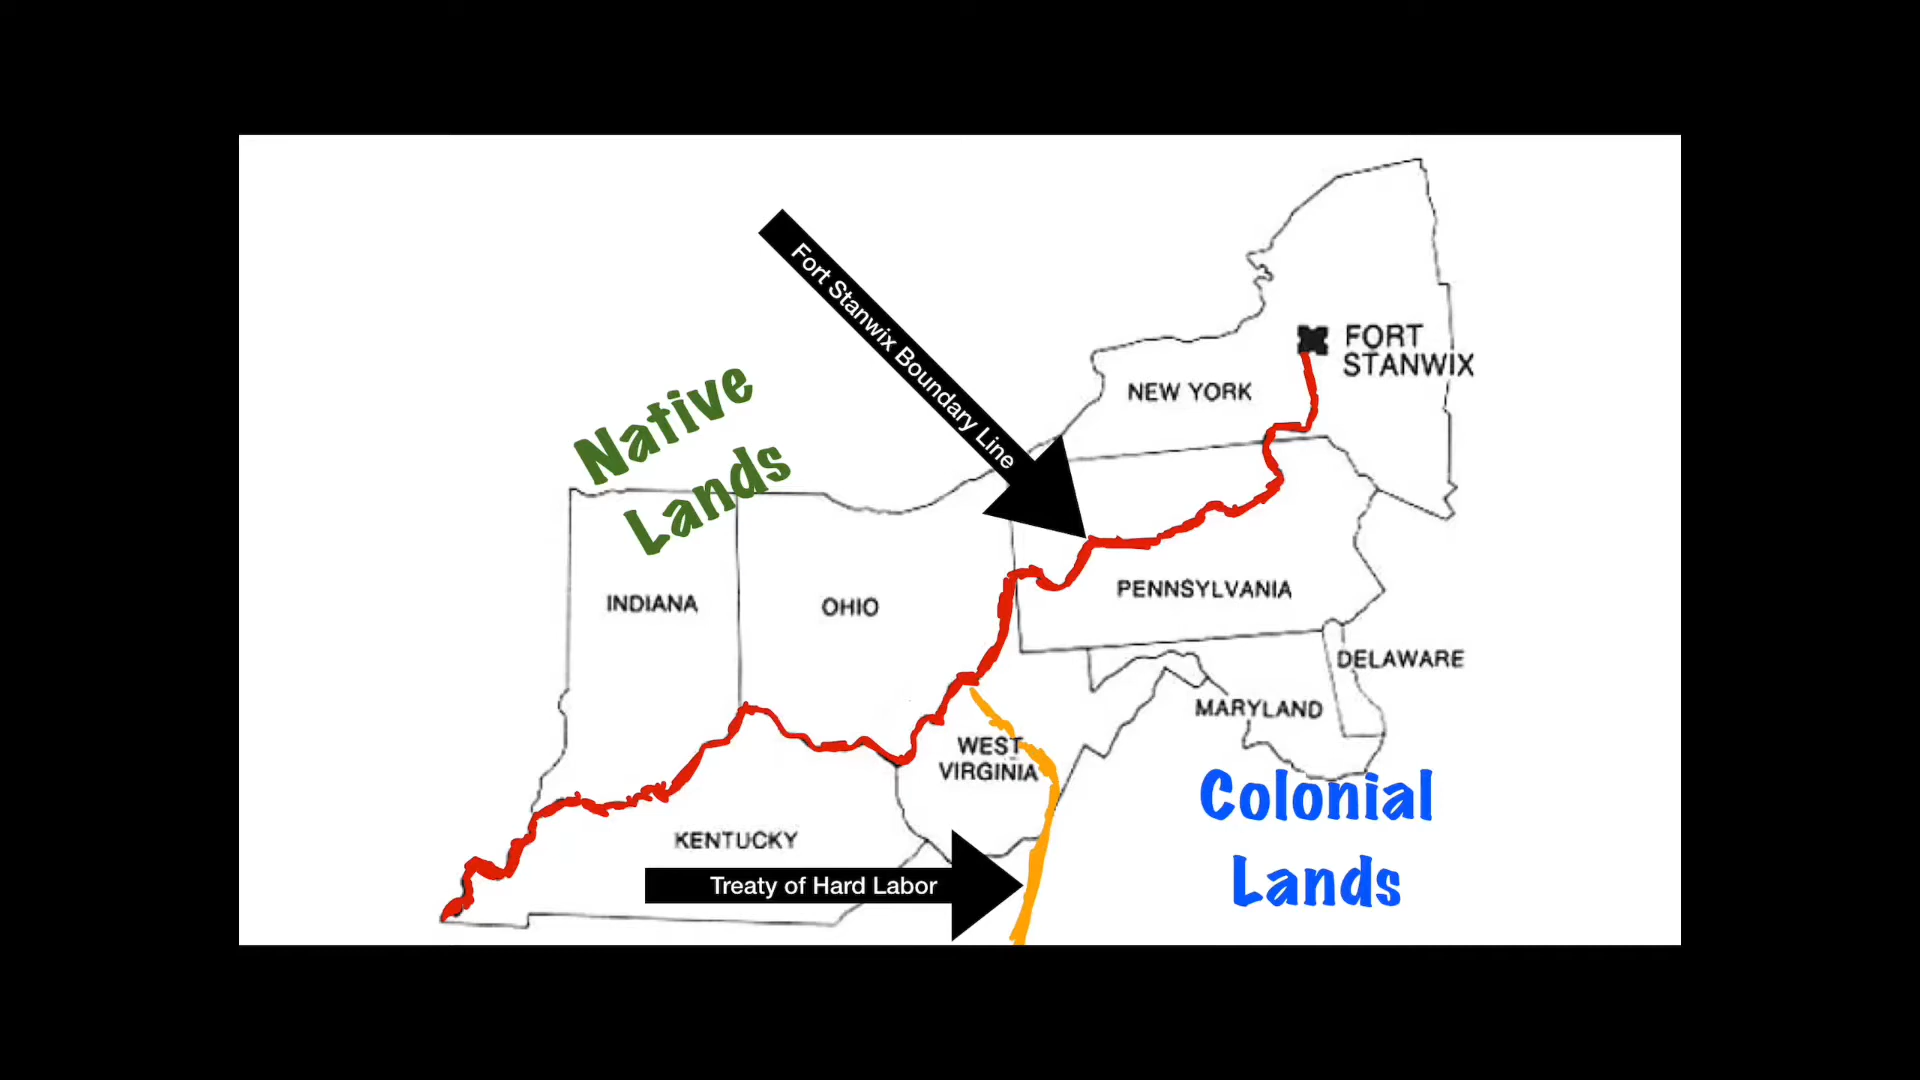 Fort Stanwix Boundary Line
FORT
STANWIX
NEW YORK
Native
Lands
INDIANA
OHIO
PENNSYLVANIA
DELAWARE
MARYLAND
WEST
VIRGINIA
Colonial
Lands
KENTUCKY
Treaty of Hard Labor